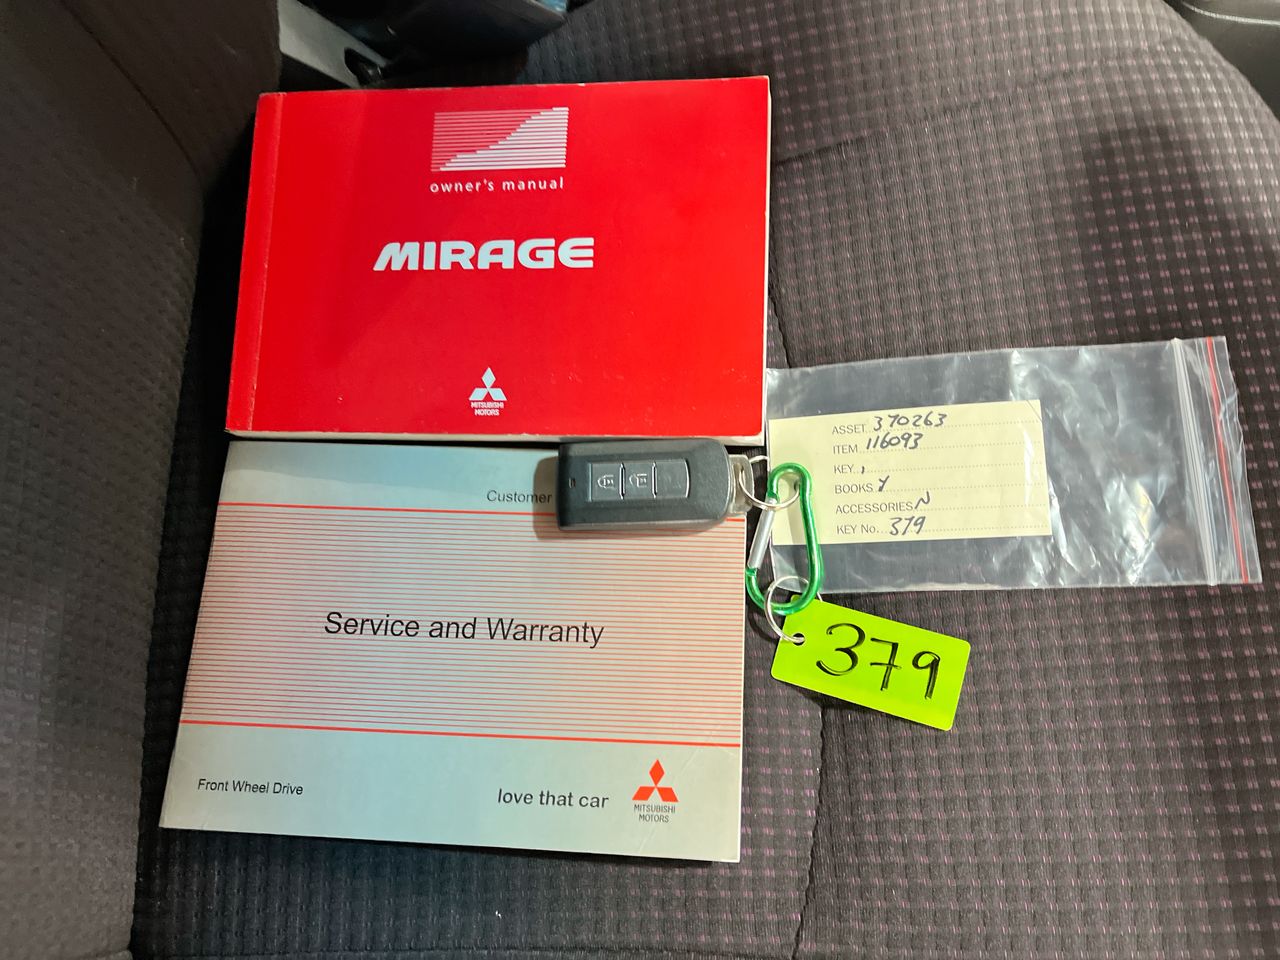 owner's manual
MIRAGE
MITSUBISHI
MOTORS
Customer
Service and Warranty
Front Wheel Drive
love that car
MITSUBISHI
MOTORS
ASSET 370263
ITEM 116093
KEY
BOOKS Y
ACCESSORIES N
KEY No... 379
379